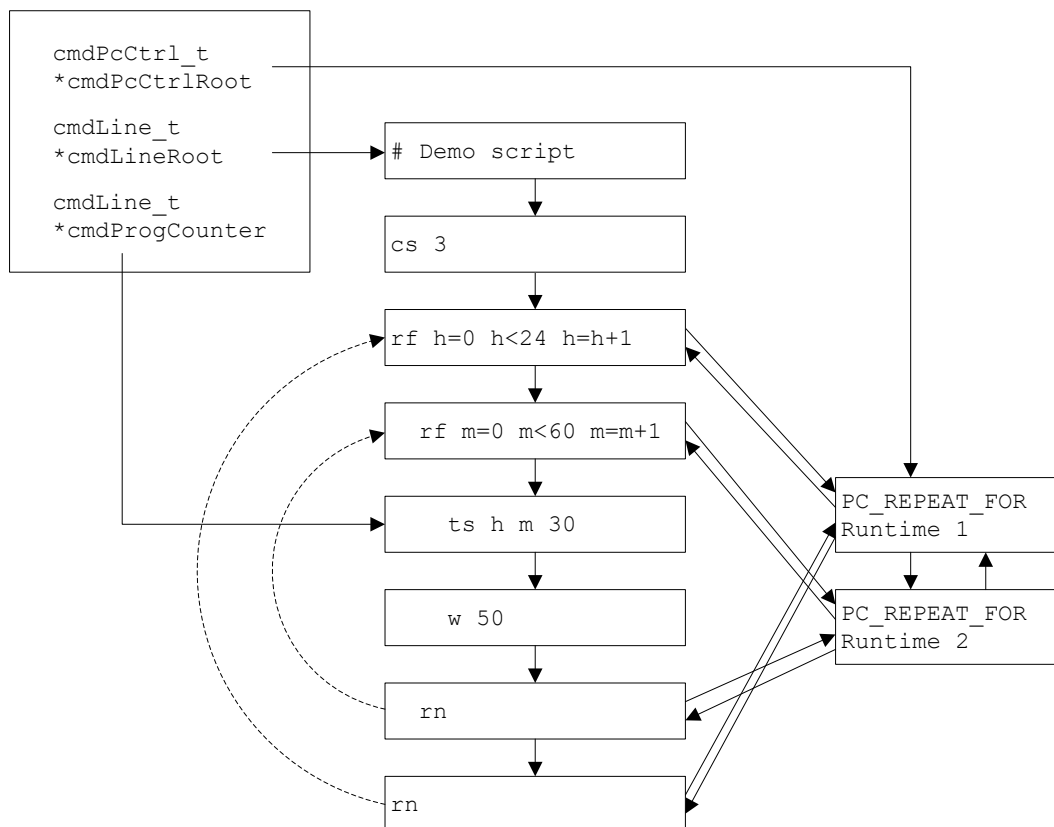 cmdPcCtrl_t
*cmdPcCtrlRoot
cmdLine_t
*cmdLineRoot
cmdLine_t
*cmdProgCounter
# Demo script
cs 3
rf h=0 h<24 h=h+1
rf m=0 m<60 m=m+1
ts h m 30
w 50
rn
rn
PC_REPEAT_FOR
Runtime 1
PC_REPEAT_FOR
Runtime 2